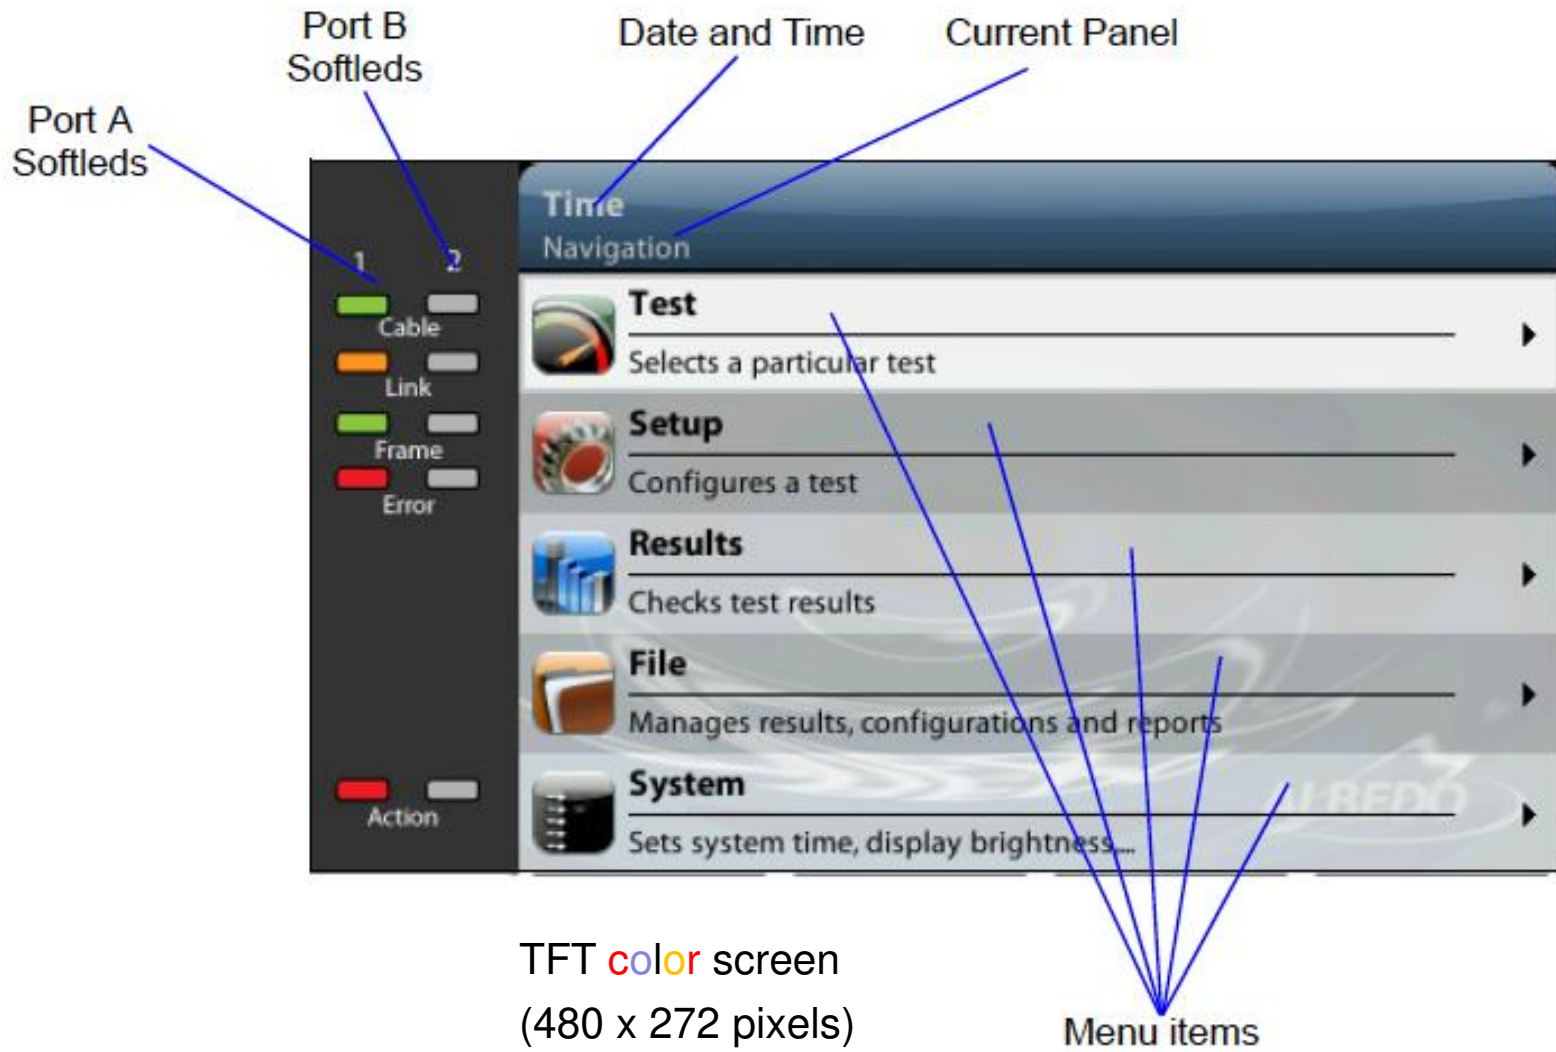 Port B
Softleds
Date and Time
Current Panel
Port A
Softleds
Time
Navigation
1 2
Cable
Link
Frame
Error
Action
Test
Selects a particular test
Setup
Configures a test
Results
Checks test results
File
Manages results, configurations and reports
System
Sets system time, display brightness...
ALBEDO
TFT color screen
(480 x 272 pixels)
Menu items